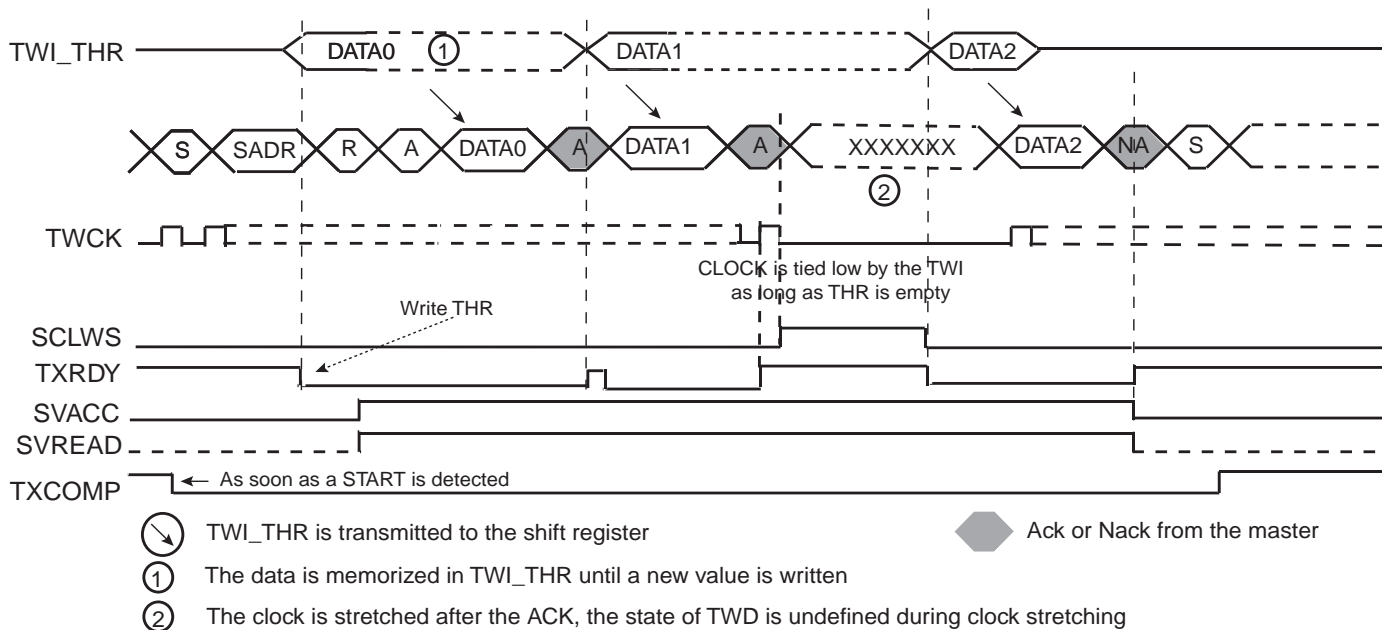 TWI_THR DATA0 1 DATA1 DATA2
S SADR R A DATA0 A DATA1 A XXXXXXX DATA2 NA S
2
TWCK
CLOCK is tied low by the TWI
as long as THR is empty
Write THR
SCLWS
TXRDY
SVACC
SVREAD
TXCOMP As soon as a START is detected
TWI_THR is transmitted to the shift register Ack or Nack from the master
1 The data is memorized in TWI_THR until a new value is written
2 The clock is stretched after the ACK, the state of TWD is undefined during clock stretching